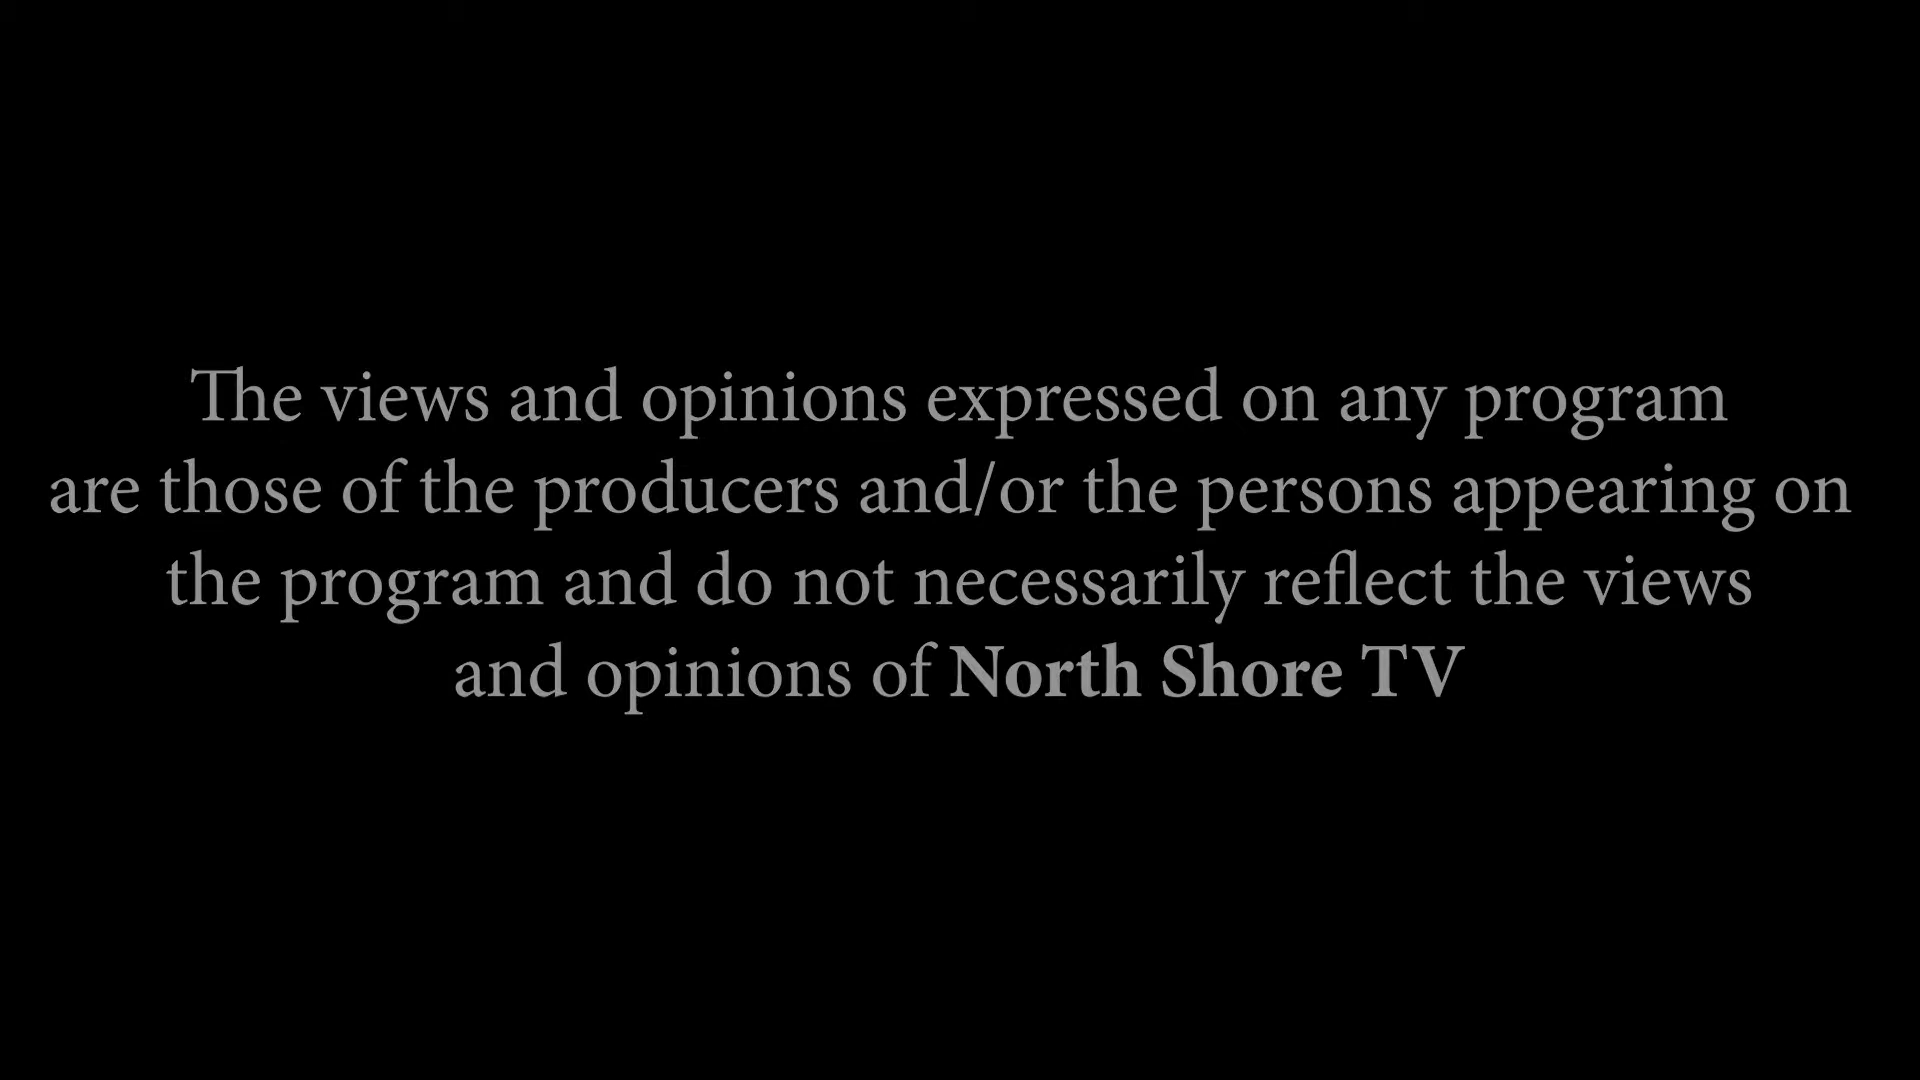 The views and opinions expressed on any program
are those of the producers and/or the persons appearing on
the program and do not necessarily reflect the views
and opinions of North Shore TV